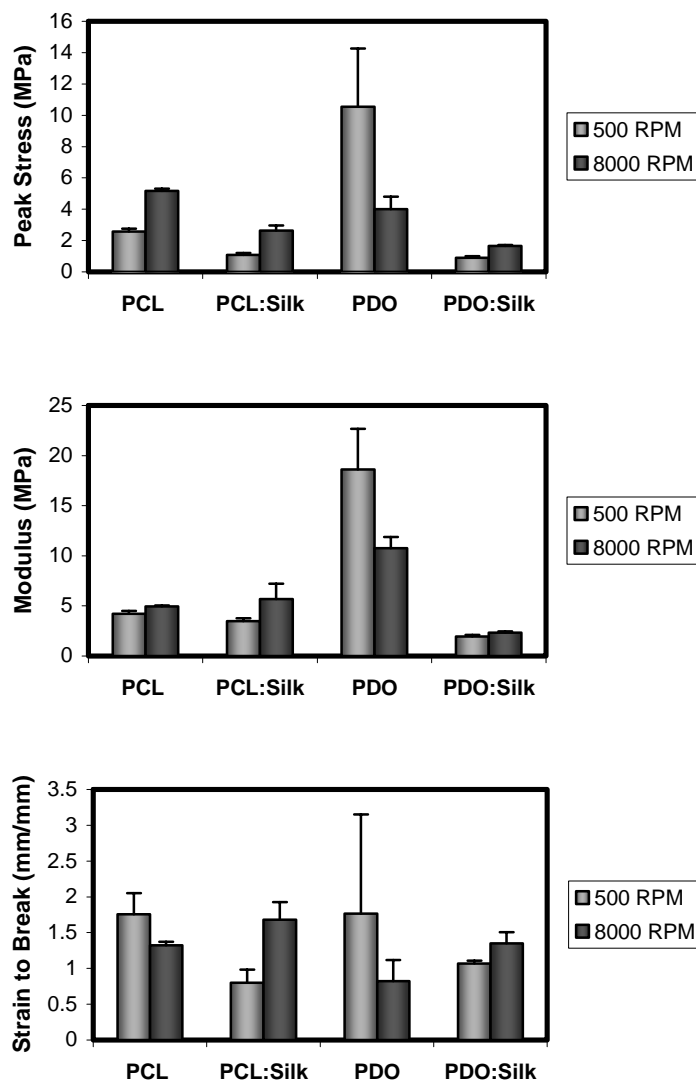 16
14
12
10
8
6
4
2
0
Peak Stress (MPa)
PCL PCL:Silk PDO PDO:Silk
500 RPM
8000 RPM
25
20
15
10
5
0
Modulus (MPa)
PCL PCL:Silk PDO PDO:Silk
500 RPM
8000 RPM
3.5
3
2.5
2
1.5
1
0.5
0
Strain to Break (mm/mm)
PCL PCL:Silk PDO PDO:Silk
500 RPM
8000 RPM